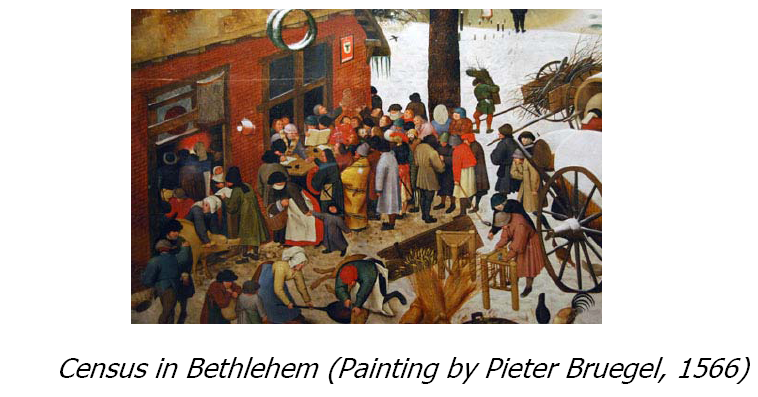 Census in Bethlehem (Painting by Pieter Bruegel, 1566)